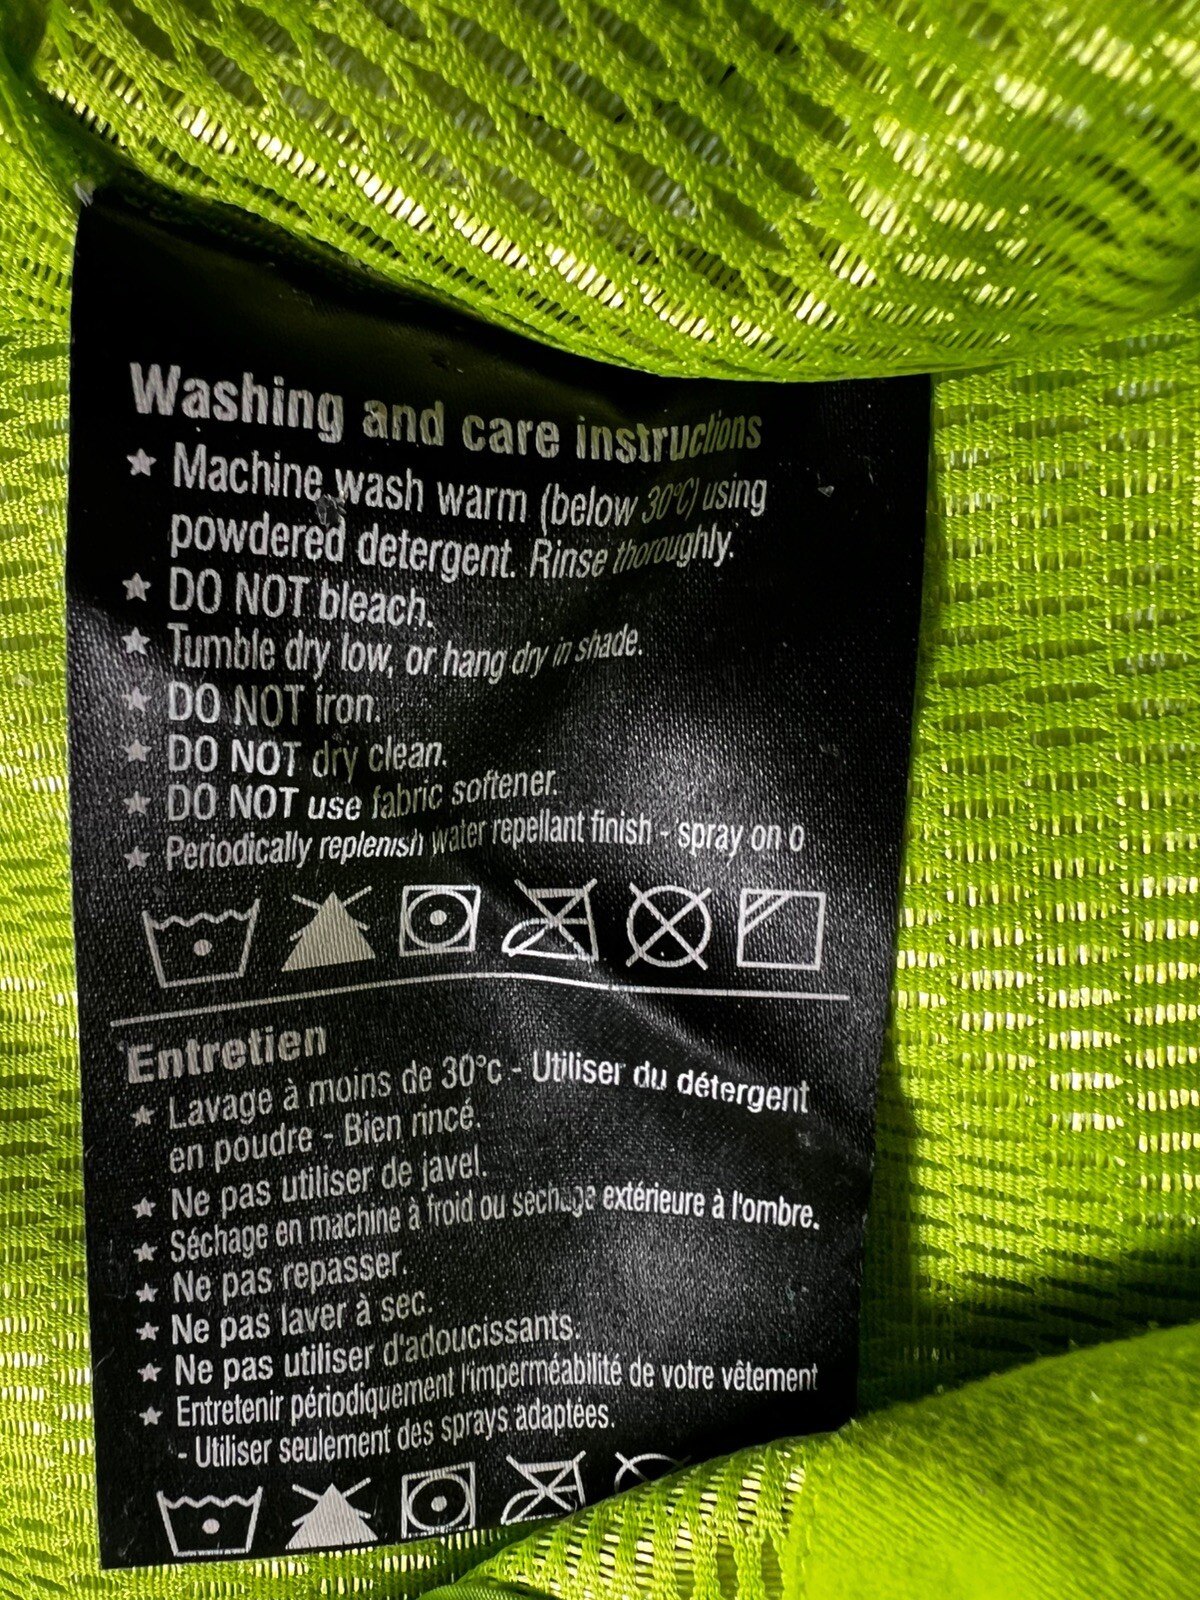 Washing and care instructions
★ Machine wash warm (below 30°C) using
powdered detergent. Rinse thoroughly.
★ DO NOT bleach.
★ Tumble dry low, or hang dry in shade.
★ DO NOT iron.
★ DO NOT dry clean.
★ DO NOT use fabric softener.
★ Periodically replenish water repellant finish - spray on o
Entretien
★ Lavage à moins de 30°c - Utiliser du détergent
en poudre - Bien rincé.
★ Ne pas utiliser de javel.
★ Séchage en machine à froid ou séchage extérieure à l'ombre.
★ Ne pas repasser.
★ Ne pas laver à sec.
★ Ne pas utiliser d'adoucissants.
★ Entretenir périodiquement l'imperméabilité de votre vêtement
- Utiliser seulement des sprays adaptées.